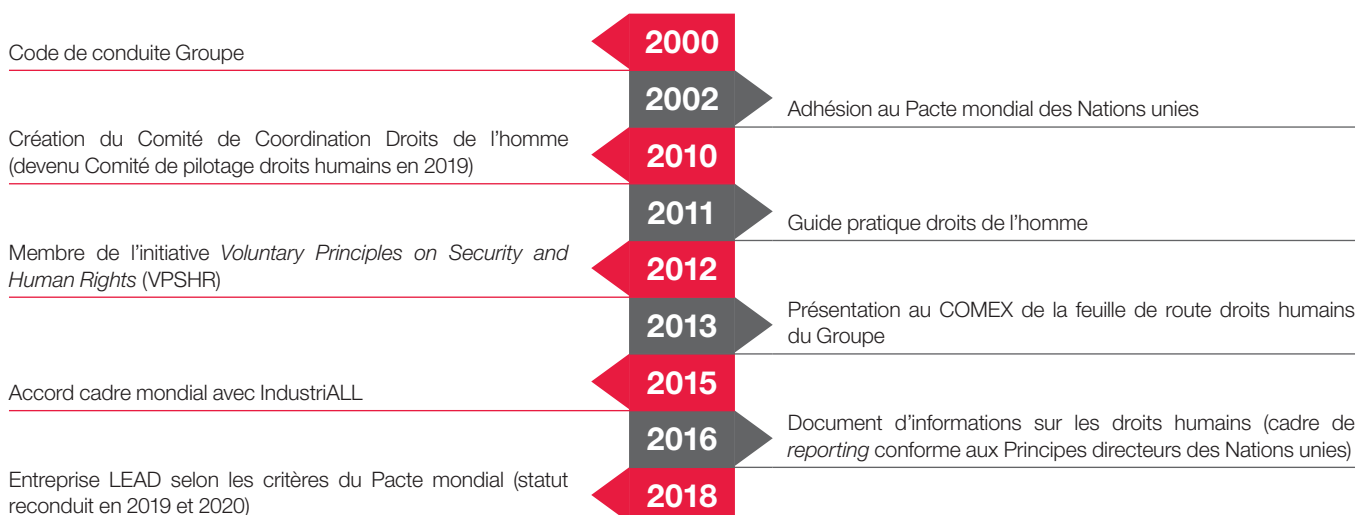 Code de conduite Groupe
2000
2002
Adhésion au Pacte mondial des Nations unies
Création du Comité de Coordination Droits de l'homme
(devenu Comité de pilotage droits humains en 2019)
2010
2011
Guide pratique droits de l'homme
Membre de l'initiative Voluntary Principles on Security and
Human Rights (VPSHR)
2012
2013
Présentation au COMEX de la feuille de route droits humains
du Groupe
Accord cadre mondial avec IndustriALL
2015
2016
Document d'informations sur les droits humains (cadre de
reporting conforme aux Principes directeurs des Nations unies)
Entreprise LEAD selon les critères du Pacte mondial (statut
reconduit en 2019 et 2020)
2018